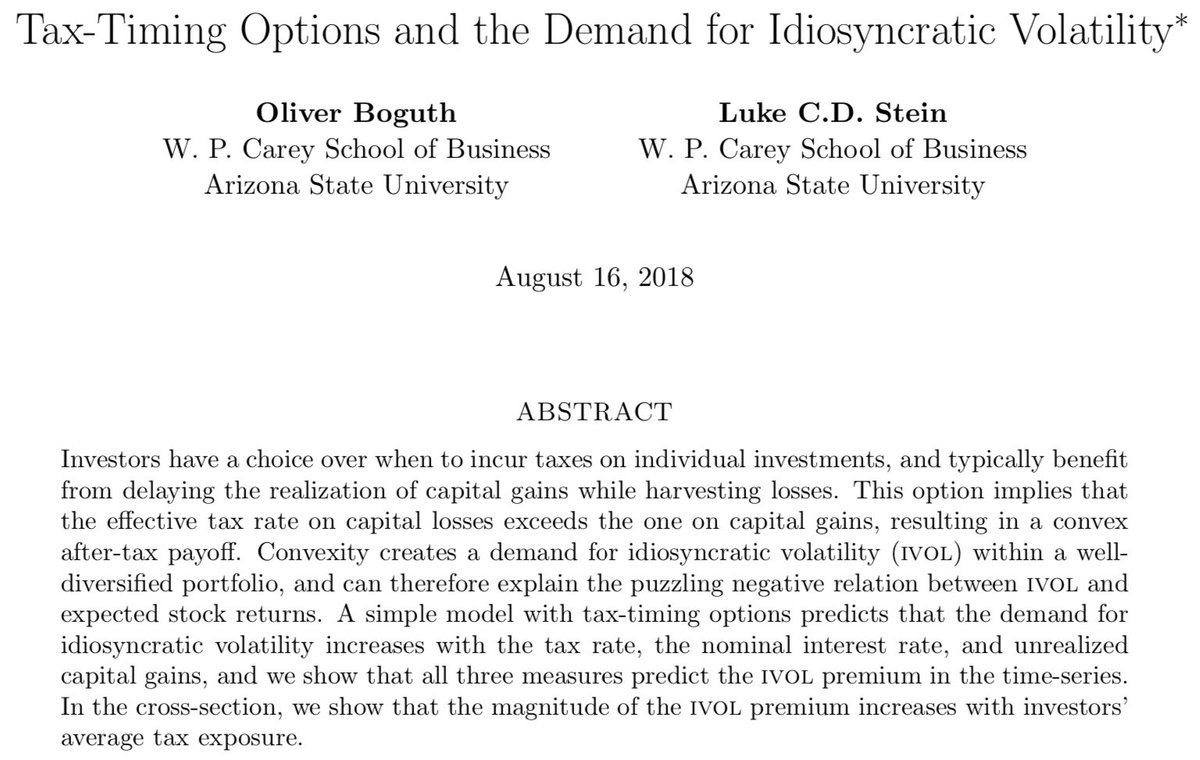 Tax-Timing Options and the Demand for Idiosyncratic Volatility*
Oliver Boguth
W. P. Carey School of Business
Arizona State University
Luke C.D. Stein
W. P. Carey School of Business
Arizona State University
August 16, 2018
ABSTRACT
Investors have a choice over when to incur taxes on individual investments, and typically benefit
from delaying the realization of capital gains while harvesting losses. This option implies that
the effective tax rate on capital losses exceeds the one on capital gains, resulting in a convex
after-tax payoff. Convexity creates a demand for idiosyncratic volatility (IVOL) within a well-
diversified portfolio, and can therefore explain the puzzling negative relation between IVOL and
expected stock returns. A simple model with tax-timing options predicts that the demand for
idiosyncratic volatility increases with the tax rate, the nominal interest rate, and unrealized
capital gains, and we show that all three measures predict the IVOL premium in the time-series.
In the cross-section, we show that the magnitude of the IVOL premium increases with investors'
average tax exposure.